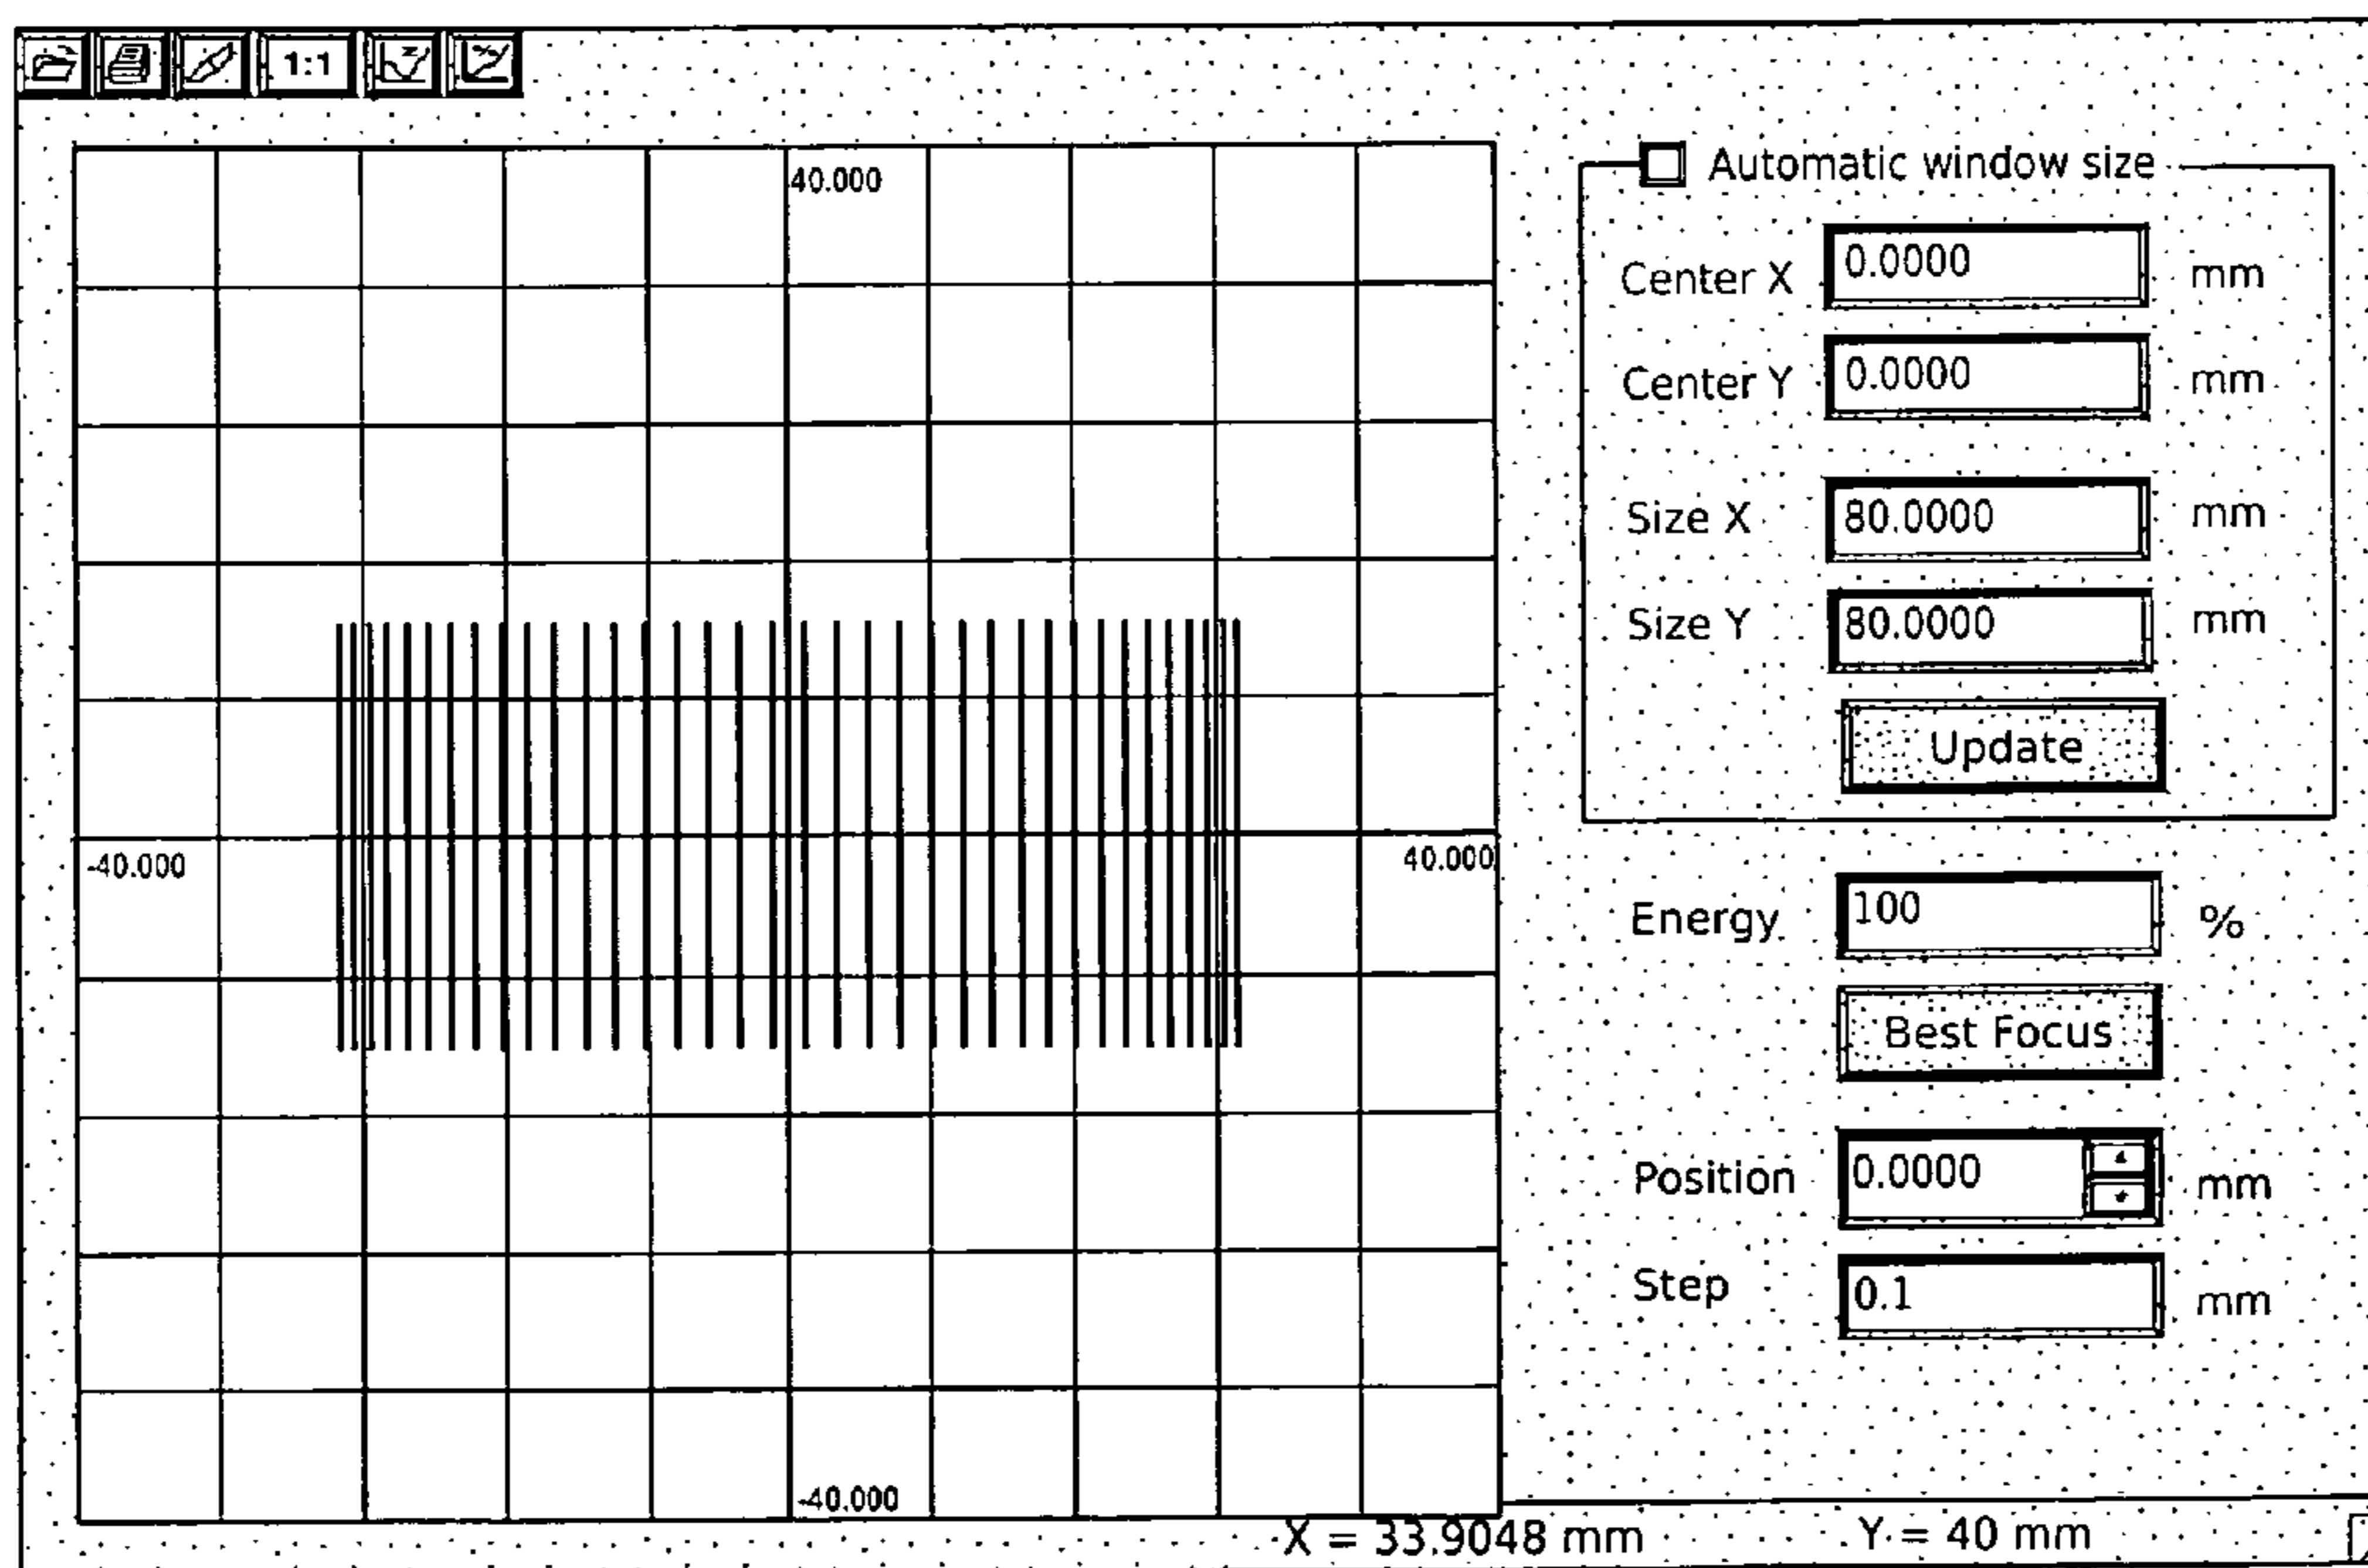 1:1
40.000
-40.000
40.000
-40.000
Automatic window size
Center X 0.0000 mm
Center Y 0.0000 mm
Size X 80.0000 mm
Size Y 80.0000 mm
Update
Energy 100 %
Best Focus
Position 0.0000 mm
Step 0.1 mm
X = 33.9048 mm Y = 40 mm